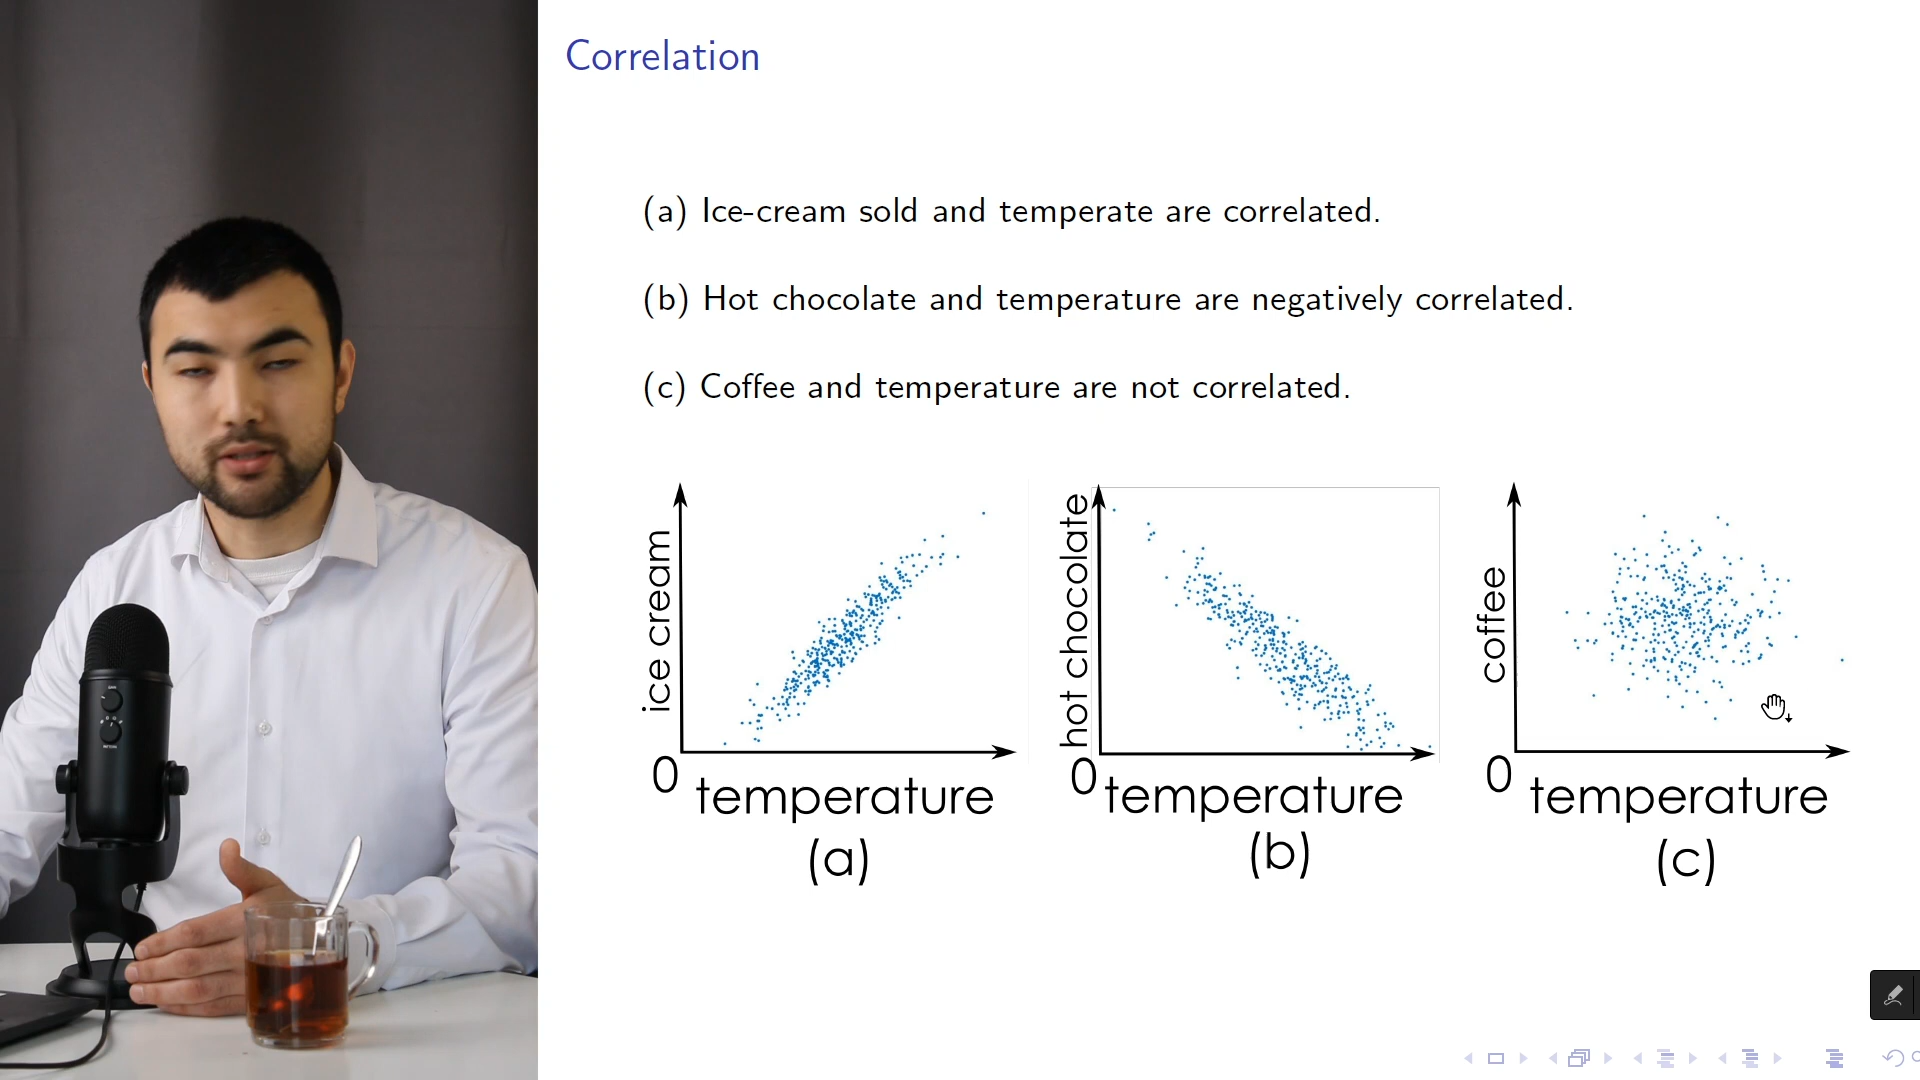 Correlation
(a) Ice-cream sold and temperate are correlated.
(b) Hot chocolate and temperature are negatively correlated.
(c) Coffee and temperature are not correlated.
ice cream
0
temperature
(a)
hot chocolate
0
temperature
(b)
coffee
0
temperature
(c)